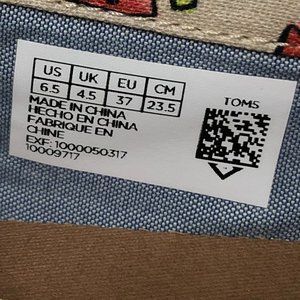 US UK EU CM
6.5 4.5 37 23.5
TOMS
MADE IN CHINA
HECHO EN CHINA
FABRIQUE EN
CHINE
EXF: 1000050317
10009717